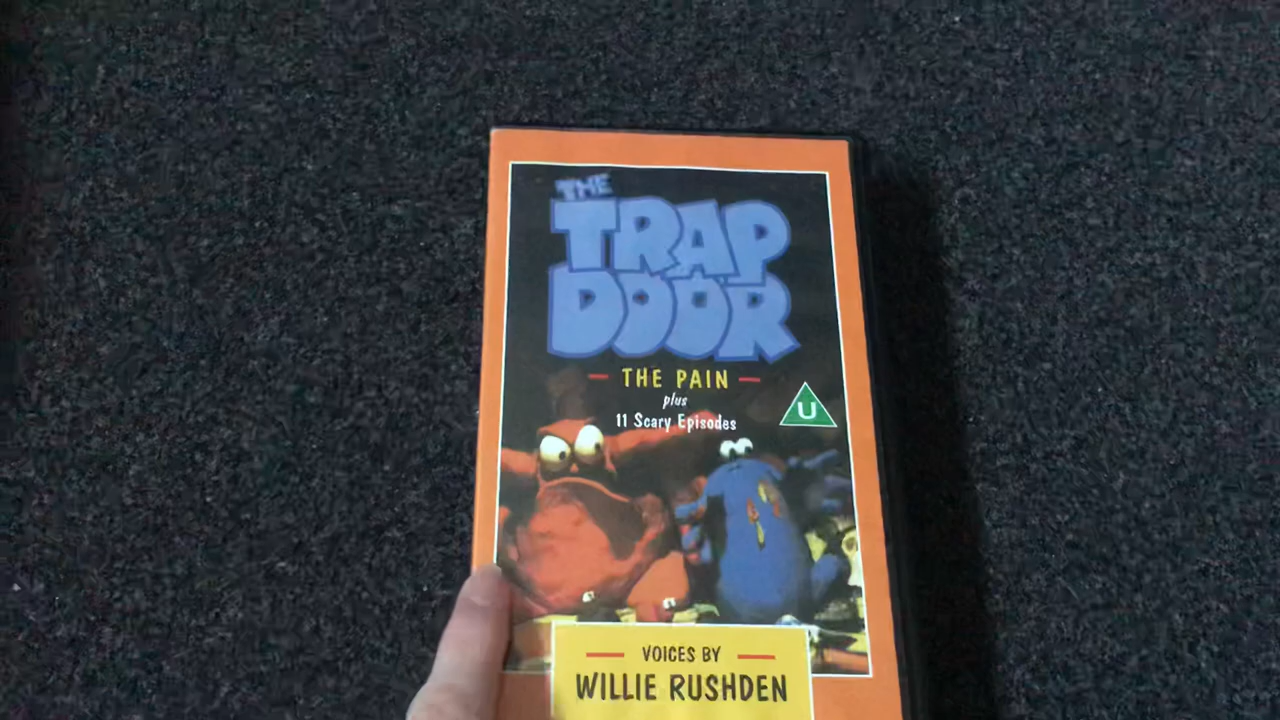 THE
TRAP
DOOR
THE PAIN
plus
11 Scary Episodes
U
VOICES BY
WILLIE RUSHDEN